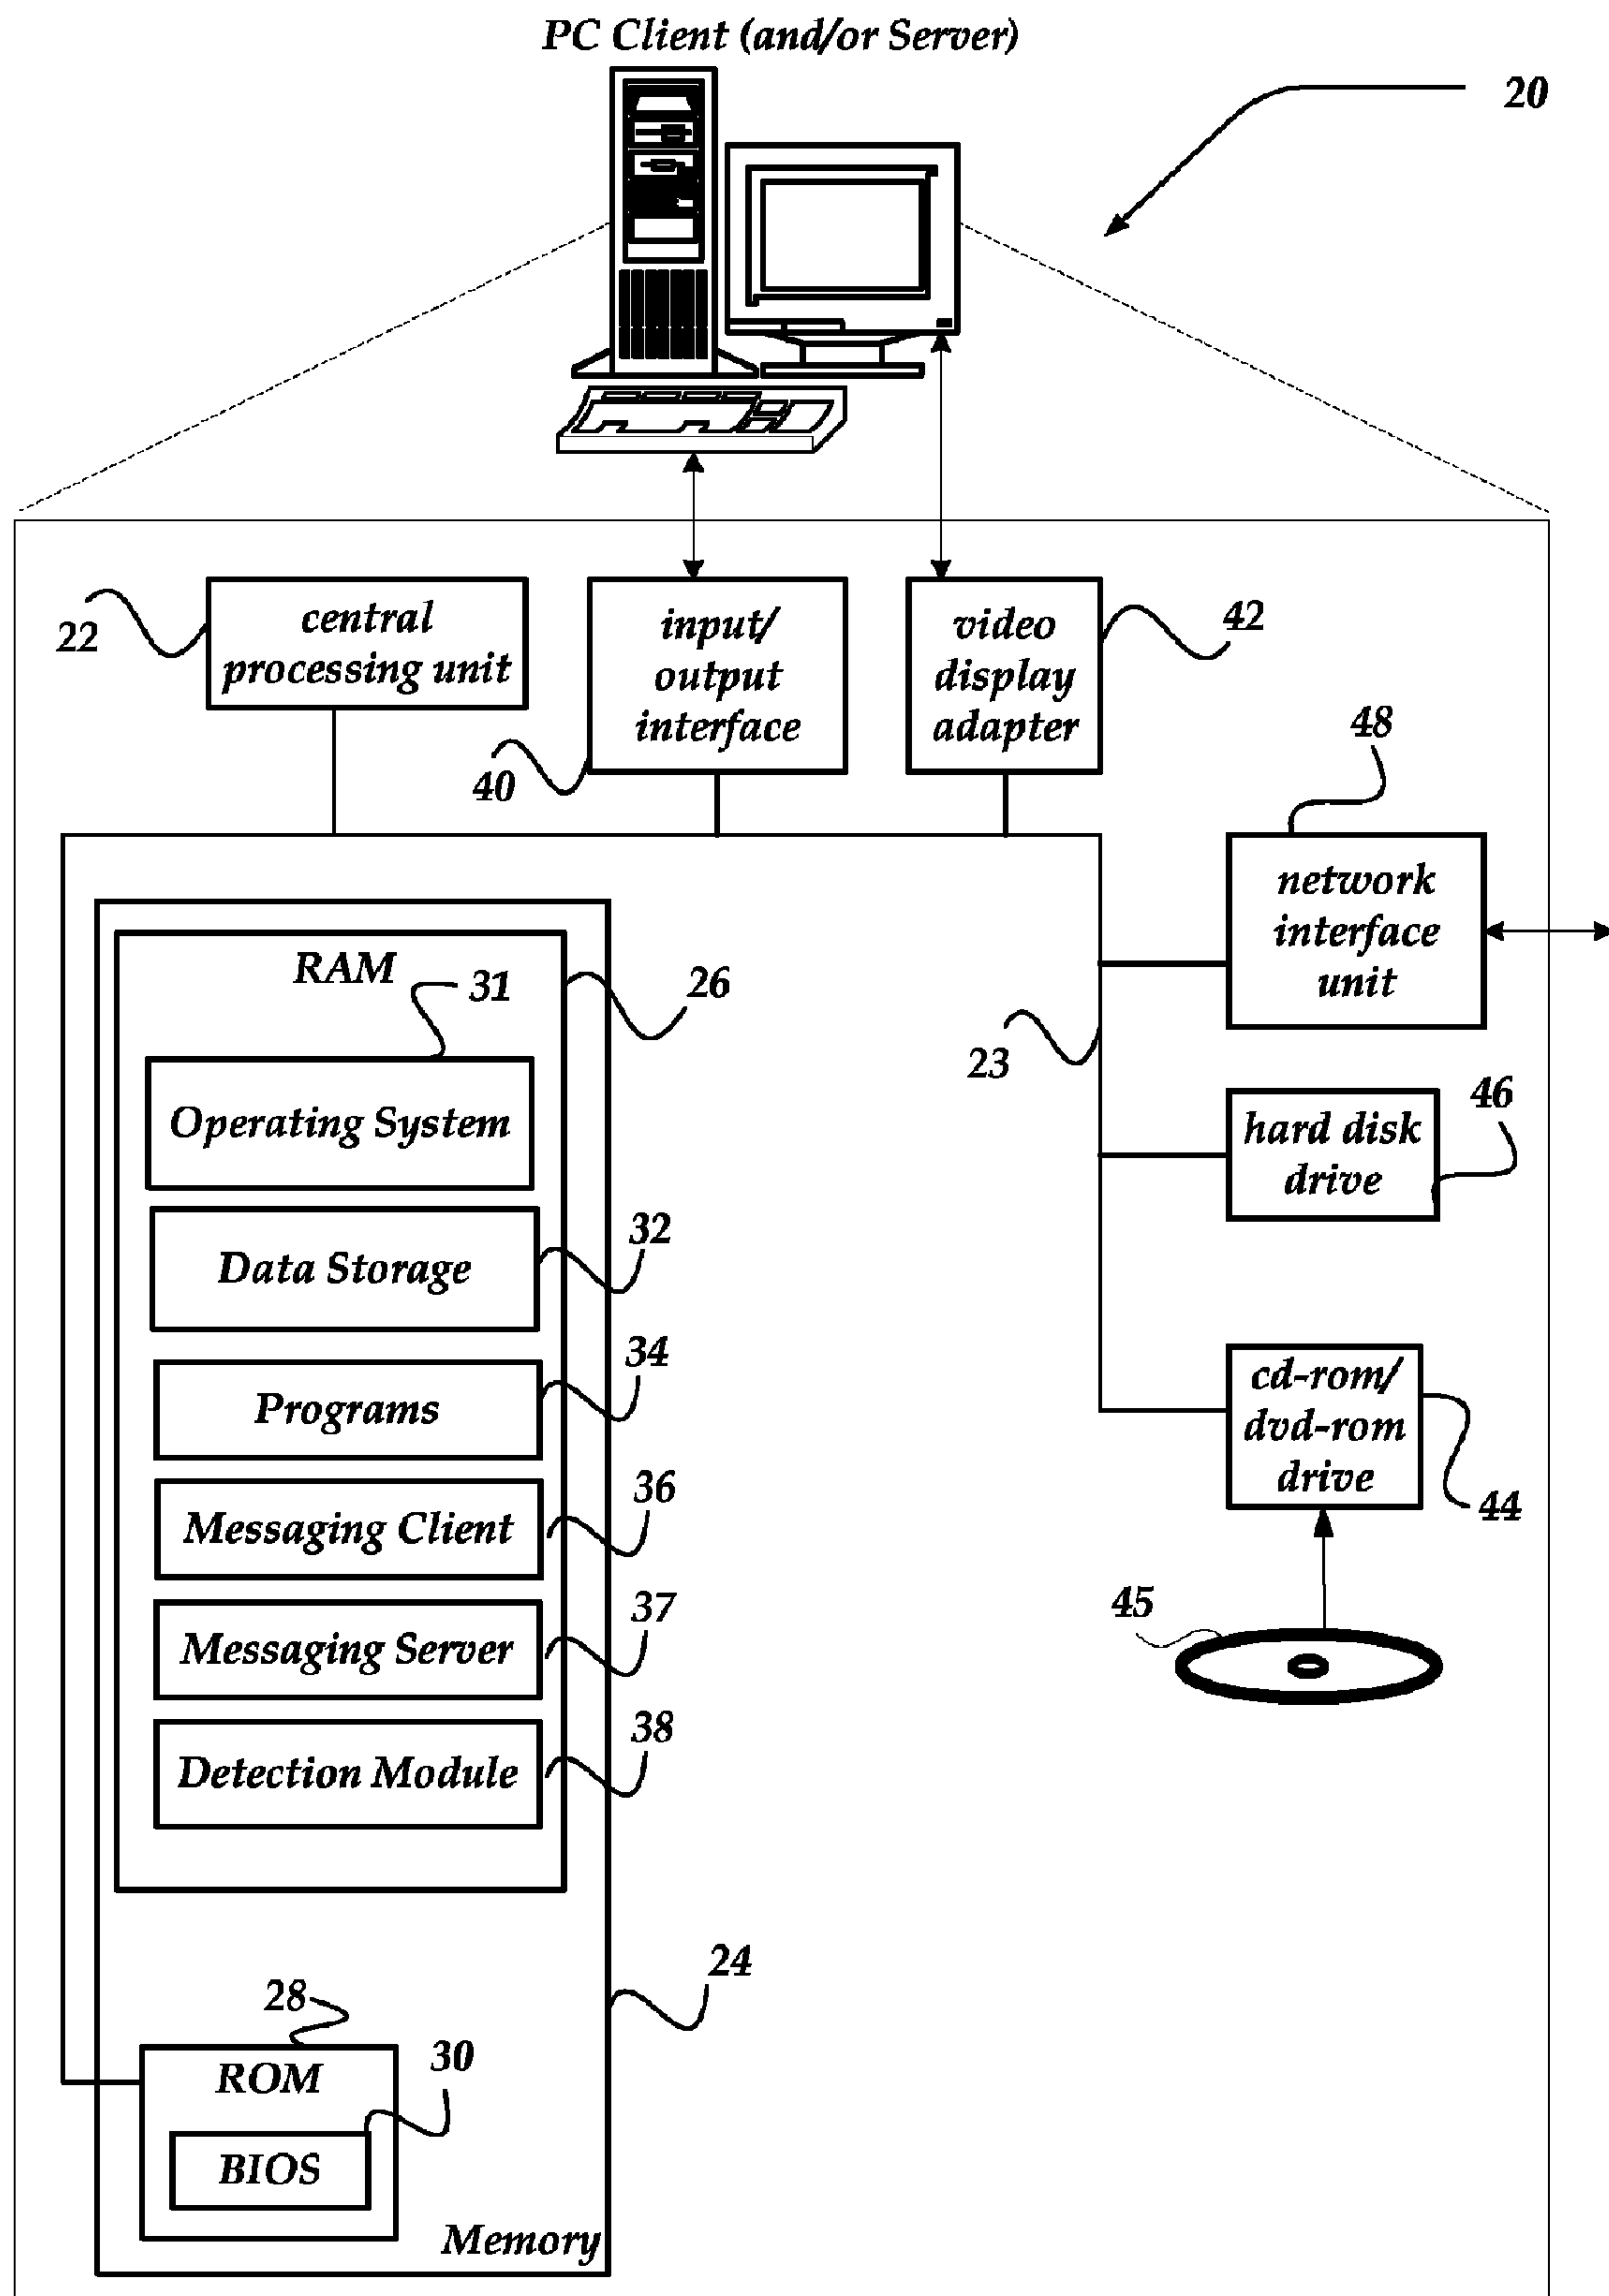 PC Client (and/or Server)
20
central
processing unit
22
input/
output
interface
40
video
display
adapter
42
48
network
interface
unit
RAM
31
26
23
Operating System
46
hard disk
drive
Data Storage
32
Programs
34
cd-rom/
dvd-rom
drive
44
Messaging Client
36
45
Messaging Server
37
Detection Module
38
24
28
ROM
30
BIOS
Memory